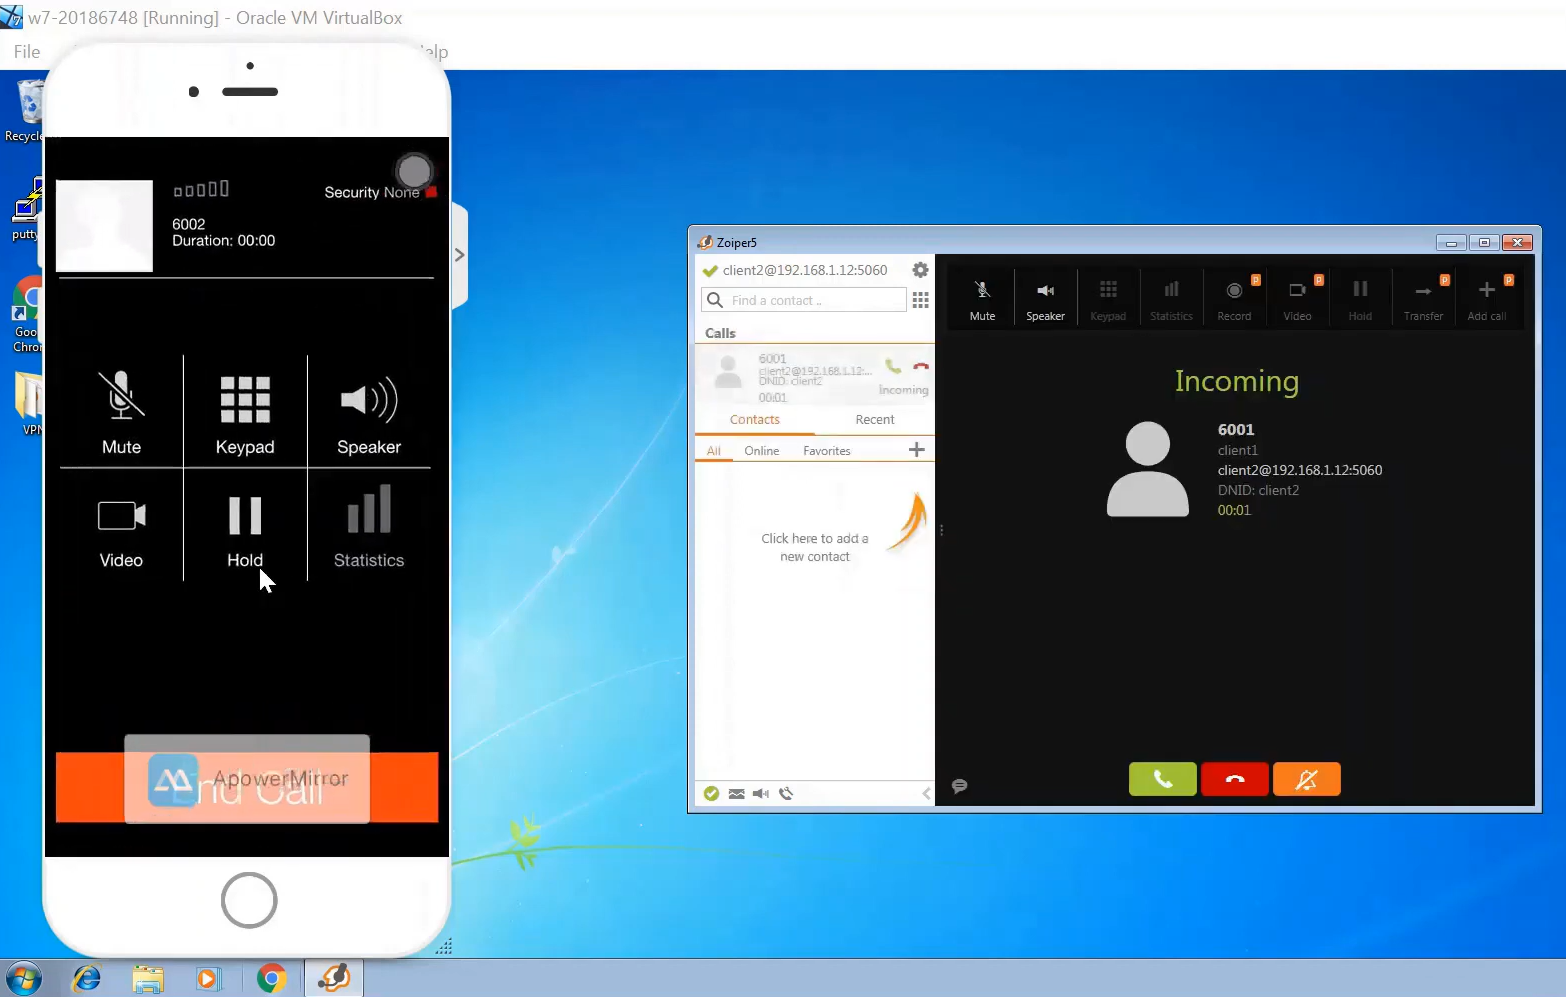 w7-20186748 [Running] - Oracle VM VirtualBox
File
elp
Recycle
putty
Goo
Chron
VPN
Security None
6002
Duration: 00:00
Mute
Keypad
Speaker
Video
Hold
Statistics
ApowerMirror
End Call
Zoiper5
client2@192.168.1.12:5060
Find a contact ..
Calls
6001
client2@192.168.1.12:...
DNID: client2
00:01
Incoming
Contacts
Recent
All
Online
Favorites
Click here to add a
new contact
Mute
Speaker
Keypad
Statistics
Record
Video
Hold
Transfer
Add call
Incoming
6001
client1
client2@192.168.1.12:5060
DNID: client2
00:01